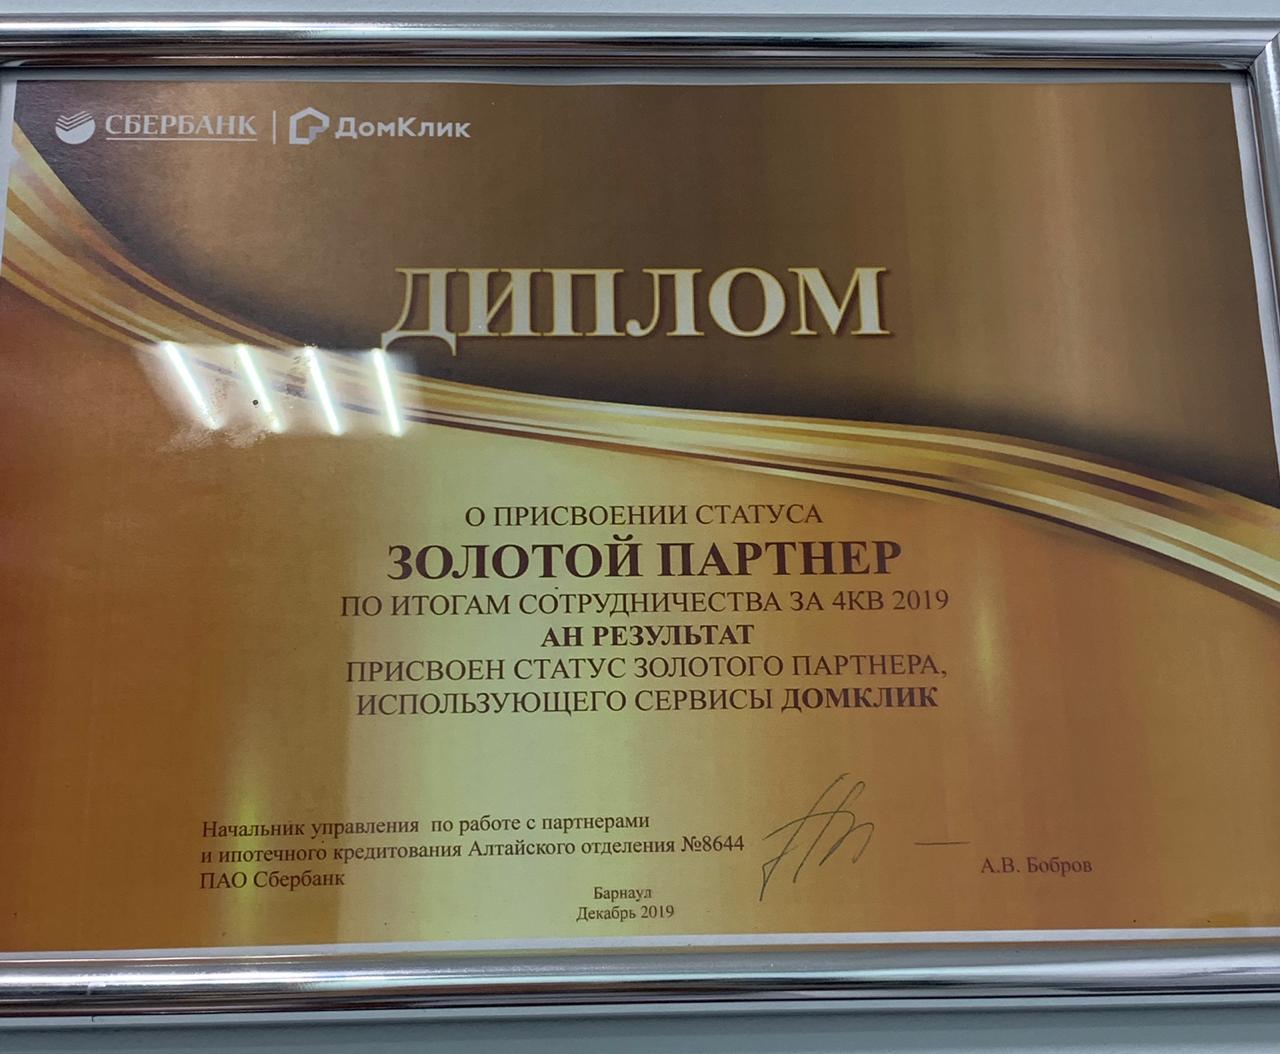 СБЕРБАНК | ДомКлик
ДИПЛОМ
О ПРИСВОЕНИИ СТАТУСА
ЗОЛОТОЙ ПАРТНЕР
ПО ИТОГАМ СОТРУДНИЧЕСТВА ЗА 4КВ 2019
АН РЕЗУЛЬТАТ
ПРИСВОЕН СТАТУС ЗОЛОТОГО ПАРТНЕРА,
ИСПОЛЬЗУЮЩЕГО СЕРВИСЫ ДОМКЛИК
Начальник управления по работе с партнерами
и ипотечного кредитования Алтайского отделения №8644
ПАО Сбербанк
А.В. Бобров
Барнаул
Декабрь 2019